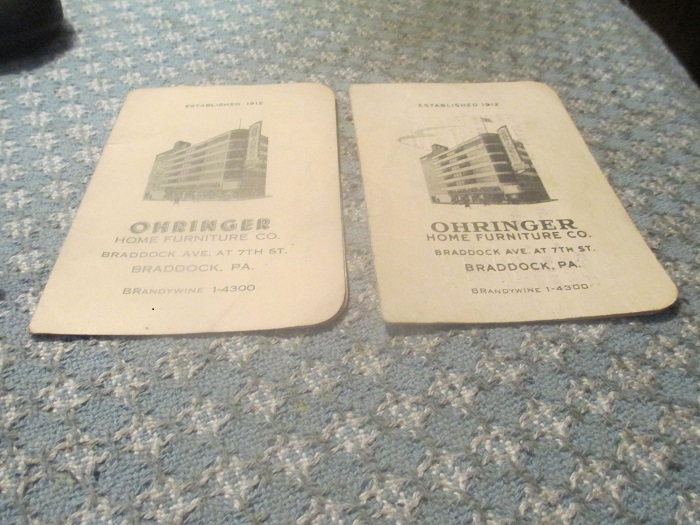 ESTABLISHED 1912
OHRINGER
HOME FURNITURE CO.
BRADDOCK AVE. AT 7TH ST.
BRADDOCK, PA.
BRANDYWINE 1-4300
ESTABLISHED 1912
OHRINGER
HOME FURNITURE CO.
BRADDOCK AVE. AT 7TH ST.
BRADDOCK, PA.
BRANDYWINE 1-4300